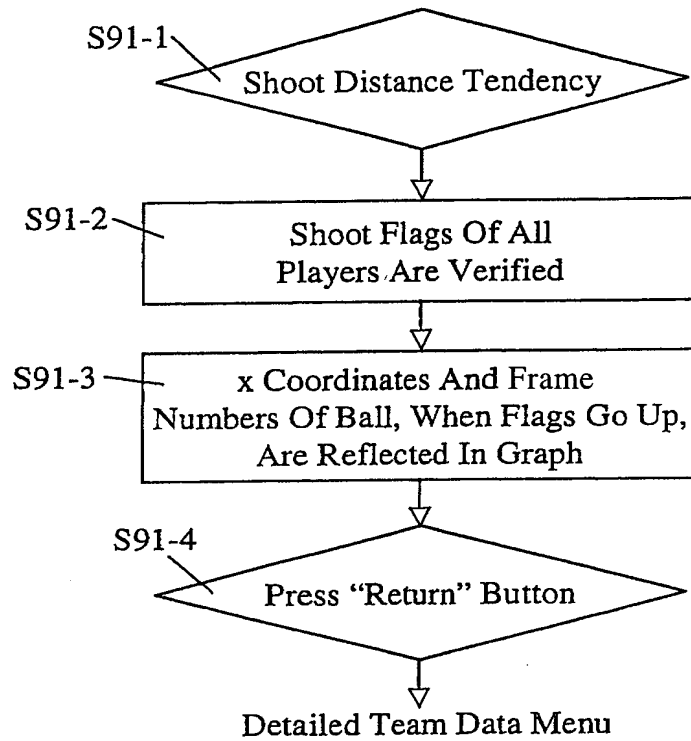 S91-1
Shoot Distance Tendency
S91-2
Shoot Flags Of All
Players Are Verified
S91-3
x Coordinates And Frame
Numbers Of Ball, When Flags Go Up,
Are Reflected In Graph
S91-4
Press “Return” Button
Detailed Team Data Menu